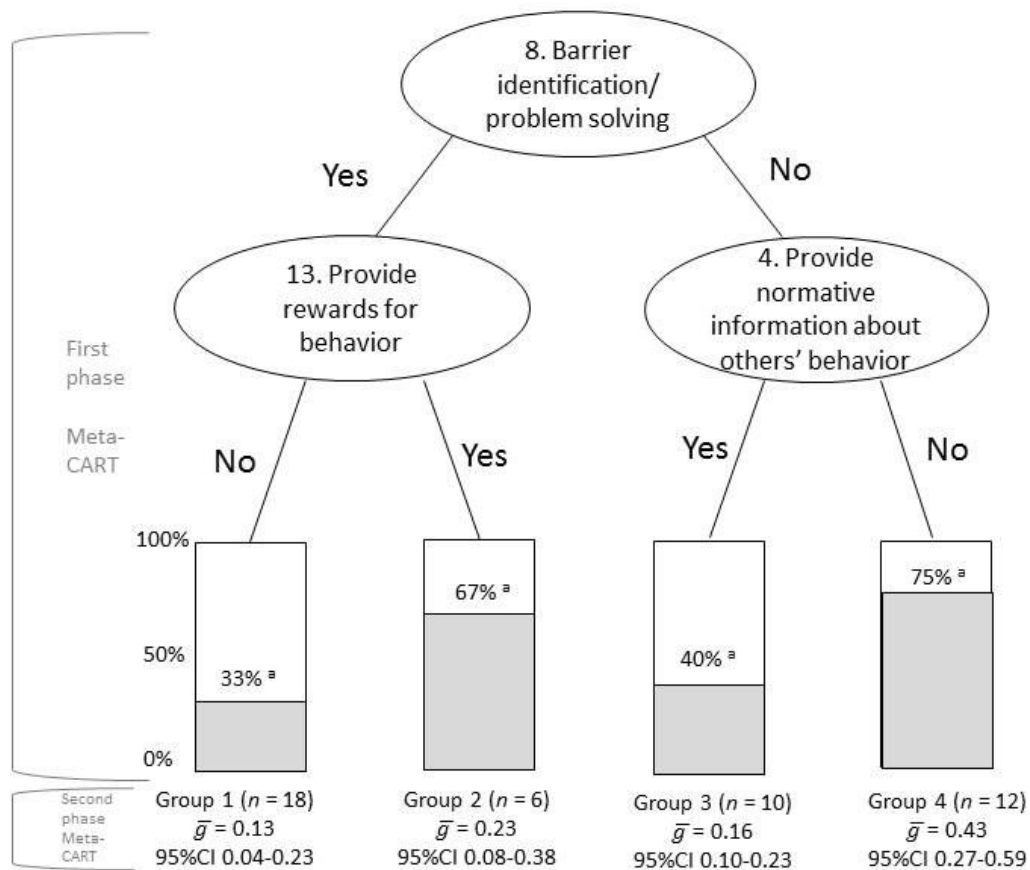 8. Barrier
identification/
problem solving
Yes
No
13. Provide
rewards for
behavior
4. Provide
normative
information about
others’ behavior
First
phase
Meta-
CART
No
Yes
Yes
No
100%
50%
0%
33% a
67% a
40% a
75% a
Second
phase
Meta-
CART
Group 1 (n = 18)
g̅ = 0.13
95%CI 0.04-0.23
Group 2 (n = 6)
g̅ = 0.23
95%CI 0.08-0.38
Group 3 (n = 10)
g̅ = 0.16
95%CI 0.10-0.23
Group 4 (n = 12)
g̅ = 0.43
95%CI 0.27-0.59